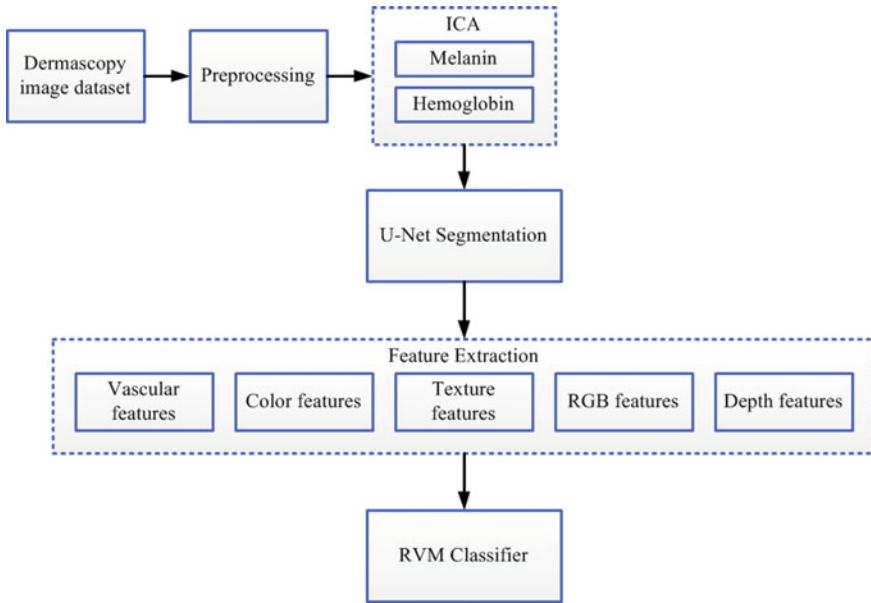 Dermascopy
image dataset
Preprocessing
ICA
Melanin
Hemoglobin
U-Net Segmentation
Feature Extraction
Vascular
features
Color features
Texture
features
RGB features
Depth features
RVM Classifier